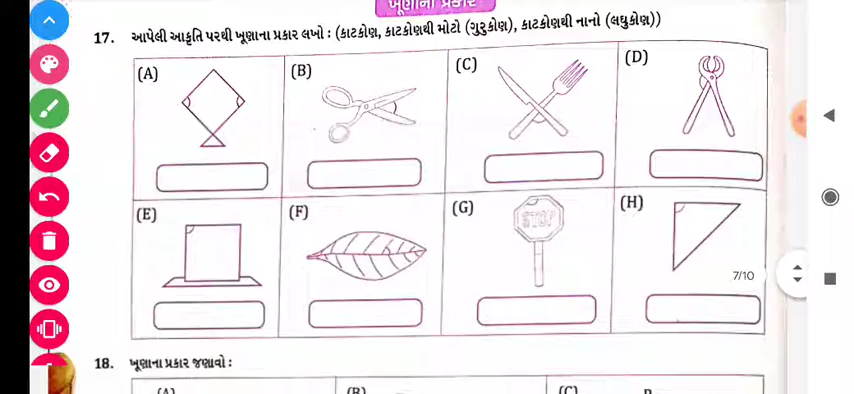 ખૂણાના પ્રકાર
17. આપેલી આકૃતિ પરથી ખૂણાના પ્રકાર લખો : (કાટકોણ, કાટકોણથી મોટો (ગુરુકોણ), કાટકોણથી નાનો (લઘુકોણ))
(A) (B) (C) (D)
(E) (F) (G) (H)
STOP
7/10
18. ખૂણાના પ્રકાર જણાવો :
(A) (B) (C)